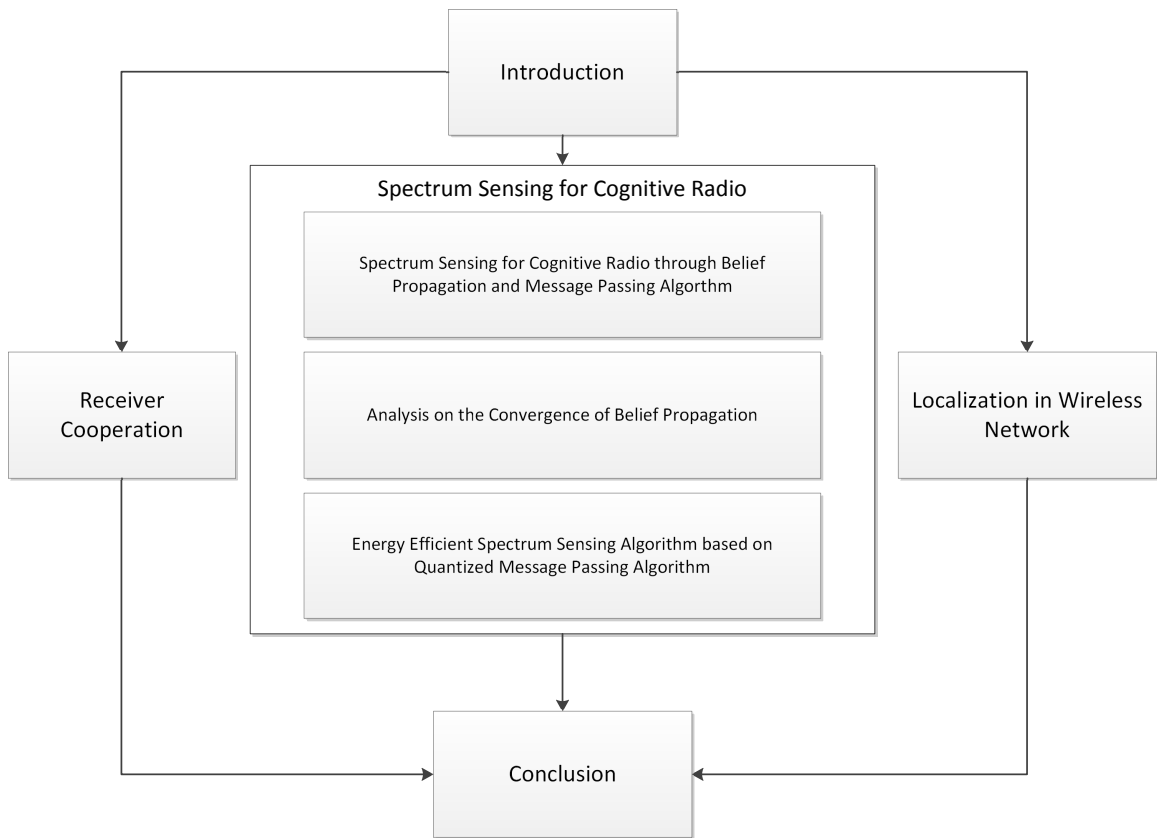 Introduction
Spectrum Sensing for Cognitive Radio
Spectrum Sensing for Cognitive Radio through Belief
Propagation and Message Passing Algorthm
Receiver
Cooperation
Analysis on the Convergence of Belief Propagation
Localization in Wireless
Network
Energy Efficient Spectrum Sensing Algorithm based on
Quantized Message Passing Algorithm
Conclusion